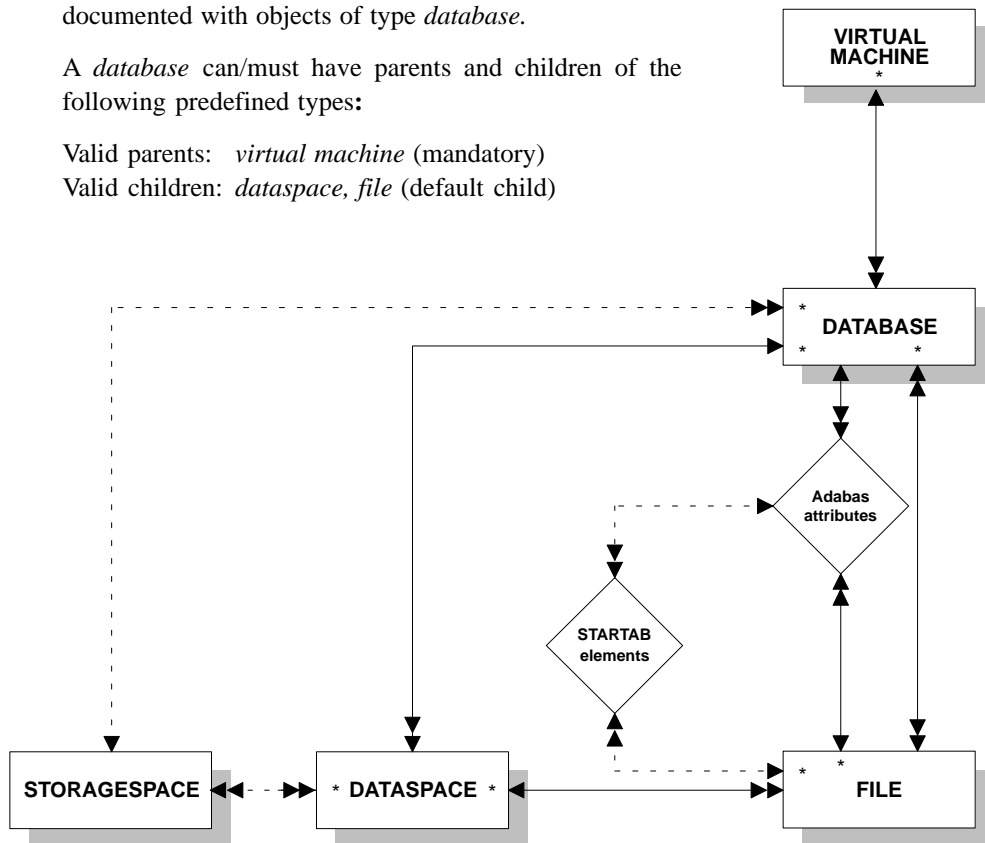 documented with objects of type database.
A database can/must have parents and children of the
following predefined types:
Valid parents: virtual machine (mandatory)
Valid children: dataspace, file (default child)
VIRTUAL
MACHINE
*
*
DATABASE
* *
Adabas
attributes
STARTAB
elements
STORAGESPACE
* DATASPACE *
* *
FILE